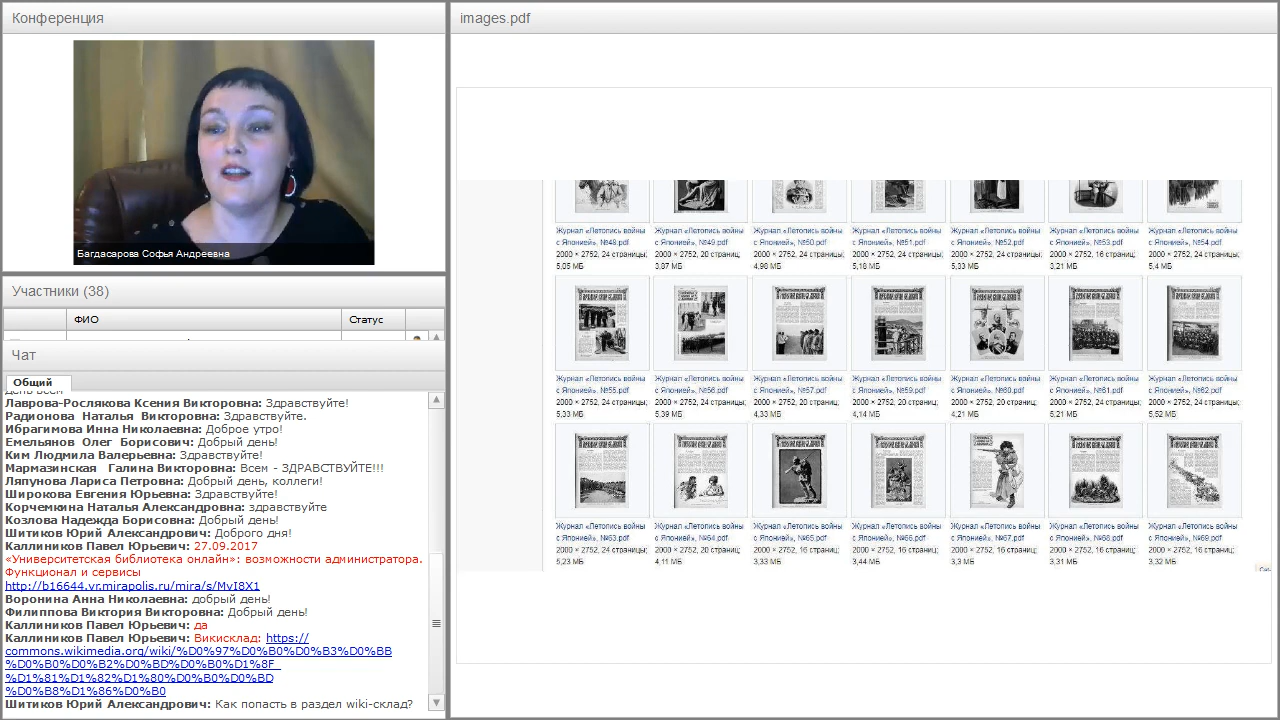 Конференция
Багдасарова Софья Андреевна
Участники (38)
ФИО
Статус
Чат
Общий
Лаврова-Рослякова Ксения Викторовна: Здравствуйте!
Радионова Наталья Викторовна: Здравствуйте.
Ибрагимова Инна Николаевна: Доброе утро!
Емельянов Олег Борисович: Добрый день!
Ким Людмила Валерьевна: Здравствуйте!
Мармазинская Галина Викторовна: Всем - ЗДРАВСТВУЙТЕ!!!
Ляпунова Лариса Петровна: Добрый день, коллеги!
Широкова Евгения Юрьевна: Здравствуйте!
Корчемкина Наталья Александровна: здравствуйте
Козлова Надежда Борисовна: Добрый день!
Шитиков Юрий Александрович: Доброго дня!
Каллиников Павел Юрьевич: 27.09.2017
«Университетская библиотека онлайн»: возможности администратора.
Функционал и сервисы
http://b16644.vr.mirapolis.ru/mira/s/MvI8X1
Воронина Анна Николаевна: добрый день!
Филиппова Виктория Викторовна: Добрый день!
Каллиников Павел Юрьевич: да
Каллиников Павел Юрьевич: Викисклад: https://
commons.wikimedia.org/wiki/%D0%97%D0%B0%D0%B3%D0%BB
%D0%B0%D0%B2%D0%BD%D0%B0%D1%8F_
%D1%81%D1%82%D1%80%D0%B0%D0%BD
%D0%B8%D1%86%D0%B0
Шитиков Юрий Александрович: Как попасть в раздел wiki-склад?
images.pdf
Журнал «Летопись войны с Японией», №48.pdf
2000 × 2752, 24 страницы;
5,05 МБ
Журнал «Летопись войны с Японией», №49.pdf
2000 × 2752, 20 страниц;
3,87 МБ
Журнал «Летопись войны с Японией», №50.pdf
2000 × 2752, 24 страницы;
4,98 МБ
Журнал «Летопись войны с Японией», №51.pdf
2000 × 2752, 24 страницы;
5,18 МБ
Журнал «Летопись войны с Японией», №52.pdf
2000 × 2752, 24 страницы;
5,33 МБ
Журнал «Летопись войны с Японией», №53.pdf
2000 × 2752, 16 страниц;
3,21 МБ
Журнал «Летопись войны с Японией», №54.pdf
2000 × 2752, 24 страницы;
5,4 МБ
Журнал «Летопись войны с Японией», №55.pdf
2000 × 2752, 24 страницы;
5,33 МБ
Журнал «Летопись войны с Японией», №56.pdf
2000 × 2752, 24 страницы;
5,39 МБ
Журнал «Летопись войны с Японией», №57.pdf
2000 × 2752, 20 страниц;
4,33 МБ
Журнал «Летопись войны с Японией», №59.pdf
2000 × 2752, 20 страниц;
4,14 МБ
Журнал «Летопись войны с Японией», №60.pdf
2000 × 2752, 20 страниц;
4,21 МБ
Журнал «Летопись войны с Японией», №61.pdf
2000 × 2752, 24 страницы;
5,21 МБ
Журнал «Летопись войны с Японией», №62.pdf
2000 × 2752, 24 страницы;
5,52 МБ
Журнал «Летопись войны с Японией», №63.pdf
2000 × 2752, 24 страницы;
5,23 МБ
Журнал «Летопись войны с Японией», №64.pdf
2000 × 2752, 20 страниц;
4,11 МБ
Журнал «Летопись войны с Японией», №65.pdf
2000 × 2752, 16 страниц;
3,33 МБ
Журнал «Летопись войны с Японией», №66.pdf
2000 × 2752, 16 страниц;
3,44 МБ
Журнал «Летопись войны с Японией», №67.pdf
2000 × 2752, 16 страниц;
3,3 МБ
Журнал «Летопись войны с Японией», №68.pdf
2000 × 2752, 16 страниц;
3,31 МБ
Журнал «Летопись войны с Японией», №69.pdf
2000 × 2752, 16 страниц;
3,32 МБ